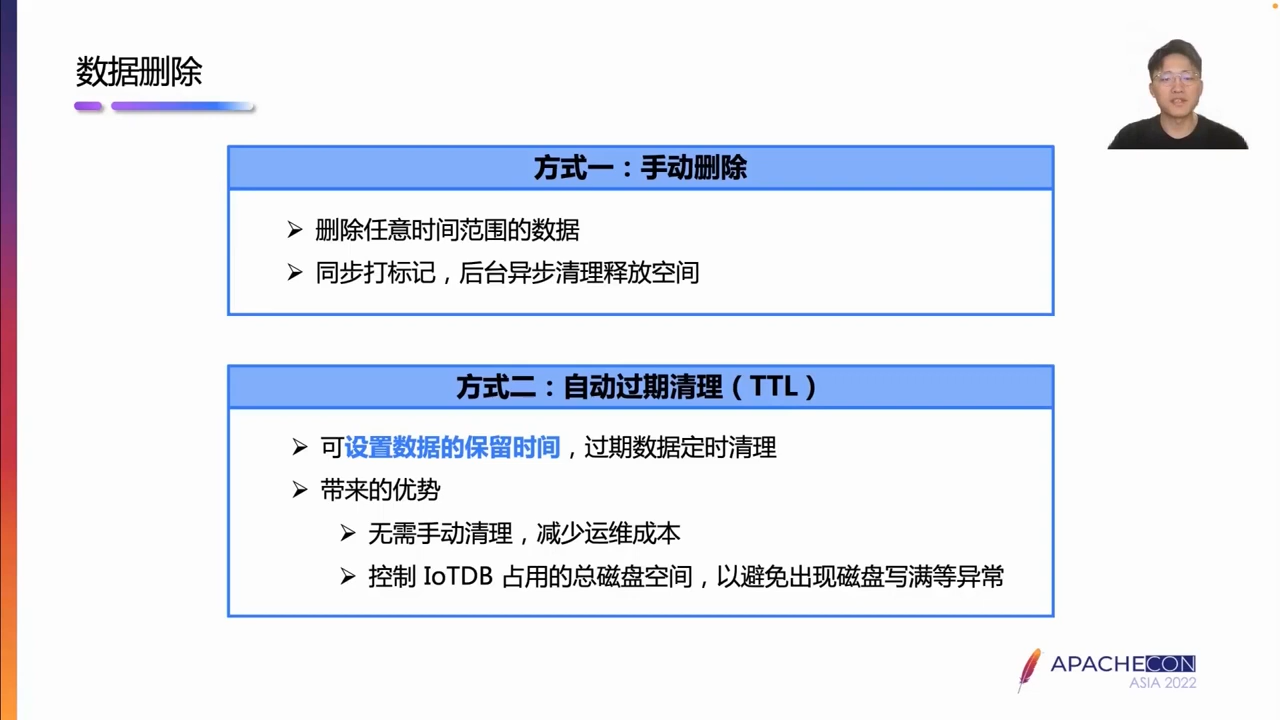 数据删除
方式一：手动删除
删除任意时间范围的数据
同步打标记，后台异步清理释放空间
方式二：自动过期清理（TTL）
可设置数据的保留时间，过期数据定时清理
带来的优势
无需手动清理，减少运维成本
控制 IoTDB 占用的总磁盘空间，以避免出现磁盘写满等异常
APACHECON
ASIA 2022